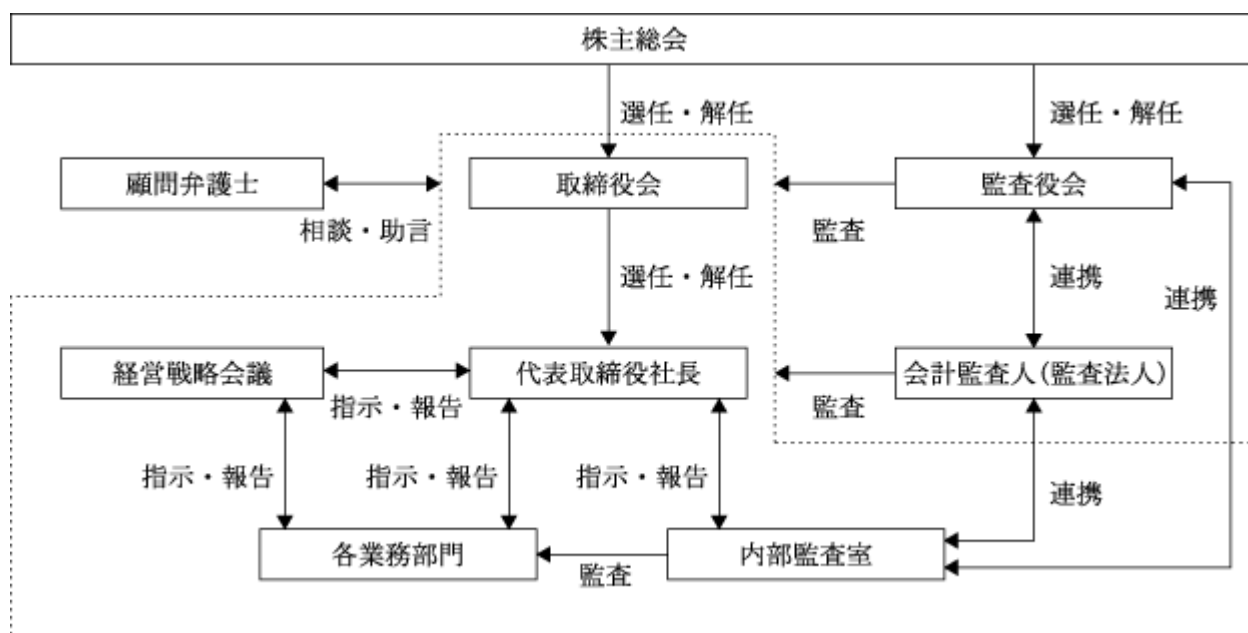 株主総会
選任・解任
選任・解任
顧問弁護士
取締役会
監査役会
相談・助言
監査
選任・解任
連携
連携
経営戦略会議
代表取締役社長
会計監査人(監査法人)
指示・報告
監査
指示・報告
指示・報告
指示・報告
連携
各業務部門
監査
内部監査室